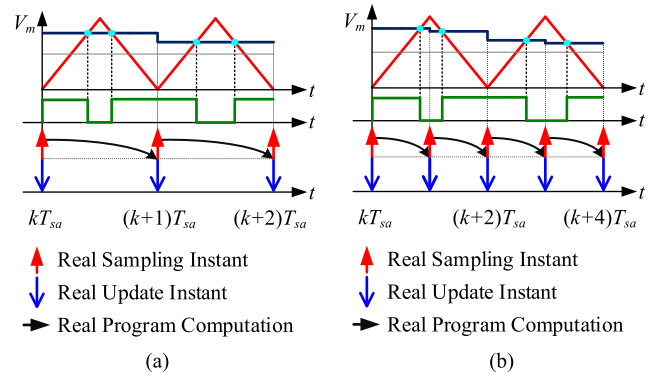 V_m
t
t
t
kT_sa
(k+1)T_sa
(k+2)T_sa
Real Sampling Instant
Real Update Instant
Real Program Computation
(a)
V_m
t
t
t
kT_sa
(k+2)T_sa
(k+4)T_sa
Real Sampling Instant
Real Update Instant
Real Program Computation
(b)